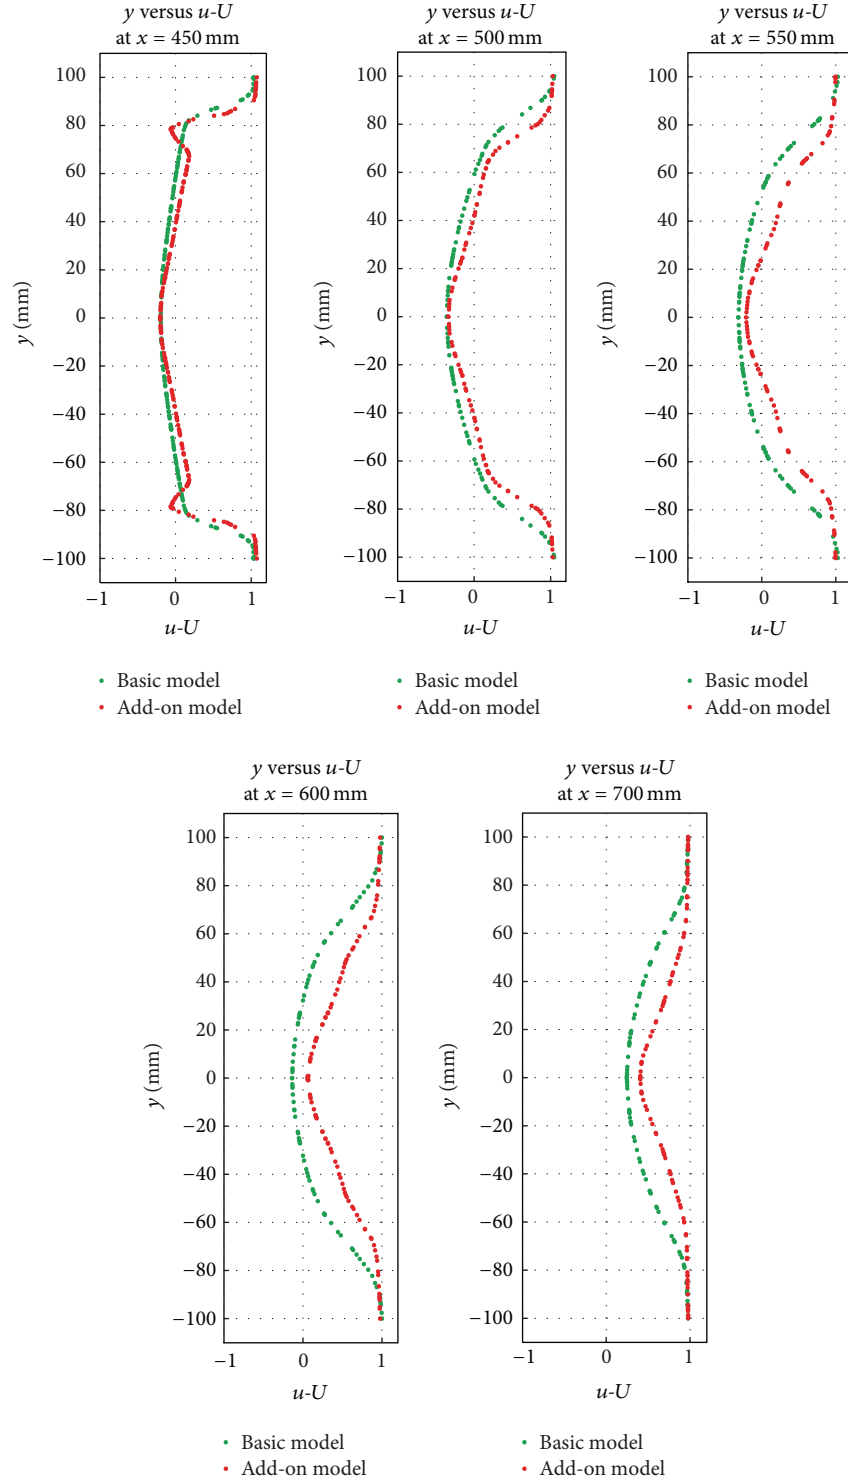 y versus u-U
at x = 450 mm
y versus u-U
at x = 500 mm
y versus u-U
at x = 550 mm
100
80
60
40
20
0
−20
−40
−60
−80
−100
y (mm)
−1 0 1
u-U
100
80
60
40
20
0
−20
−40
−60
−80
−100
y (mm)
−1 0 1
u-U
100
80
60
40
20
0
−20
−40
−60
−80
−100
y (mm)
−1 0 1
u-U
Basic model
Add-on model
Basic model
Add-on model
Basic model
Add-on model
y versus u-U
at x = 600 mm
y versus u-U
at x = 700 mm
100
80
60
40
20
0
−20
−40
−60
−80
−100
y (mm)
−1 0 1
u-U
100
80
60
40
20
0
−20
−40
−60
−80
−100
y (mm)
−1 0 1
u-U
Basic model
Add-on model
Basic model
Add-on model